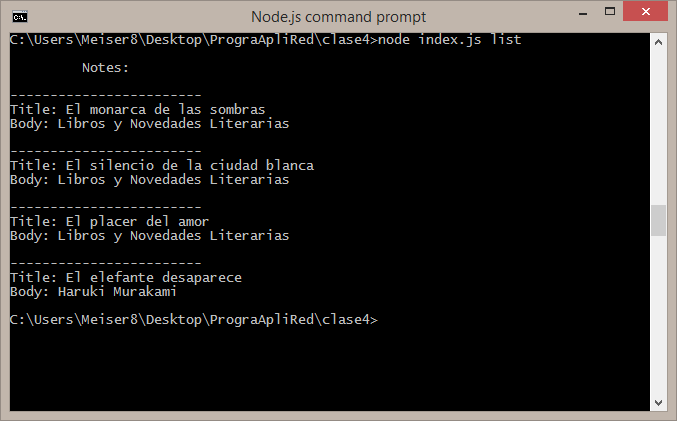 Node.js command prompt
C:\Users\Meiser8\Desktop\PrograApliRed\clase4>node index.js list
Notes:
------------------------
Title: El monarca de las sombras
Body: Libros y Novedades Literarias
------------------------
Title: El silencio de la ciudad blanca
Body: Libros y Novedades Literarias
------------------------
Title: El placer del amor
Body: Libros y Novedades Literarias
------------------------
Title: El elefante desaparece
Body: Haruki Murakami
C:\Users\Meiser8\Desktop\PrograApliRed\clase4>